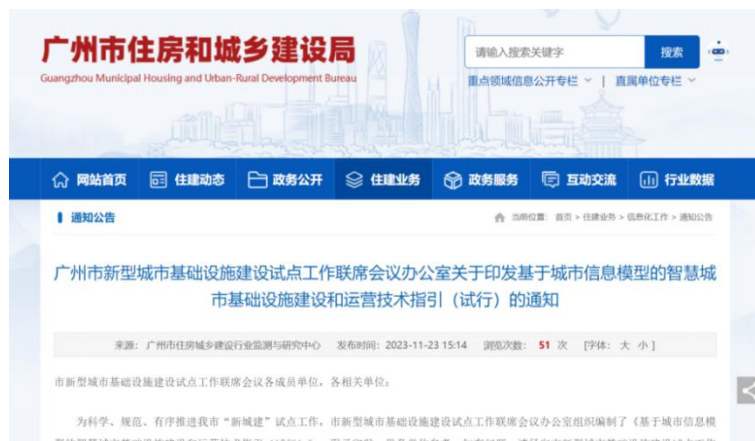 广州市住房和城乡建设局
Guangzhou Municipal Housing and Urban-Rural Development Bureau
请输入搜索关键字
搜索
重点领域信息公开专栏 | 直属单位专栏
网站首页 住建动态 政务公开 住建业务 政务服务 互动交流 行业数据
通知公告
当前位置: 首页 > 住建业务 > 信息化工作 > 通知公告
广州市新型城市基础设施建设试点工作联席会议办公室关于印发基于城市信息模型的智慧城
市基础设施建设和运营技术指引（试行）的通知
来源: 广州市住房城乡建设行业监测与研究中心 发布时间: 2023-11-23 15:14 浏览次数: 51 次 [字体: 大 小 ]
市新型城市基础设施建设试点工作联席会议各成员单位，各相关单位:
为科学、规范、有序推进我市“新城建”试点工作，市新型城市基础设施建设试点工作联席会议办公室组织编制了《基于城市信息模